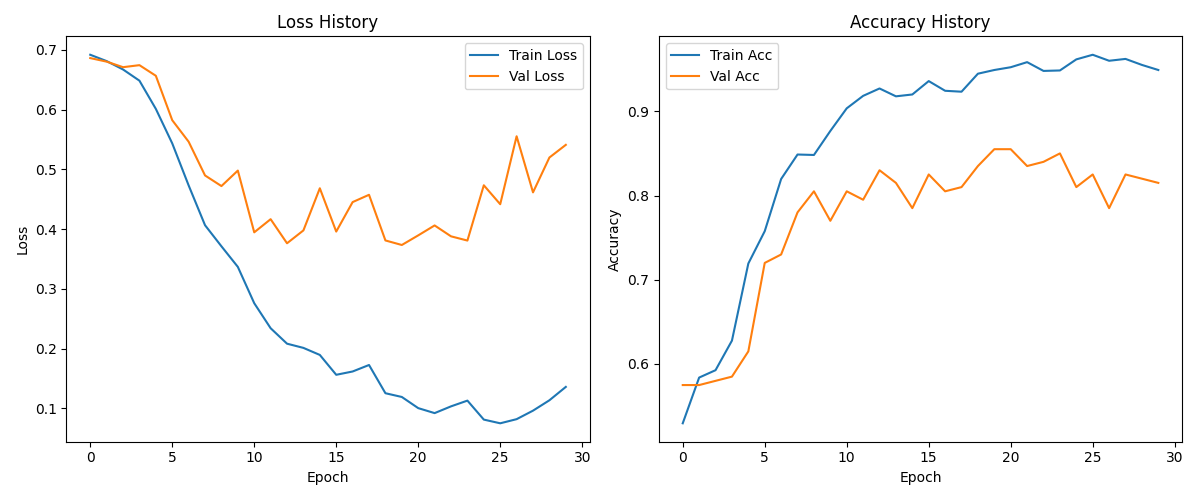 Loss History
Train Loss
Val Loss
0.7
0.6
0.5
0.4
0.3
0.2
0.1
Loss
0
5
10
15
20
25
30
Epoch
Accuracy History
Train Acc
Val Acc
0.9
0.8
0.7
0.6
Accuracy
0
5
10
15
20
25
30
Epoch